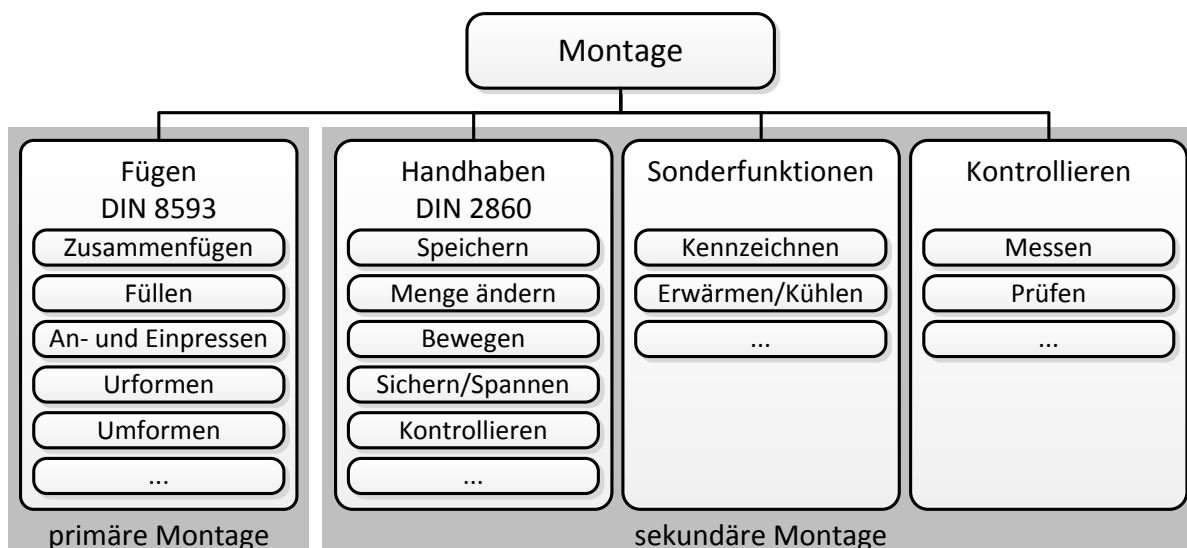 Montage
Fügen
DIN 8593
Zusammenfügen
Füllen
An- und Einpressen
Urformen
Umformen
...
primäre Montage
Handhaben
DIN 2860
Speichern
Menge ändern
Bewegen
Sichern/Spannen
Kontrollieren
...
Sonderfunktionen
Kennzeichnen
Erwärmen/Kühlen
...
Kontrollieren
Messen
Prüfen
...
sekundäre Montage